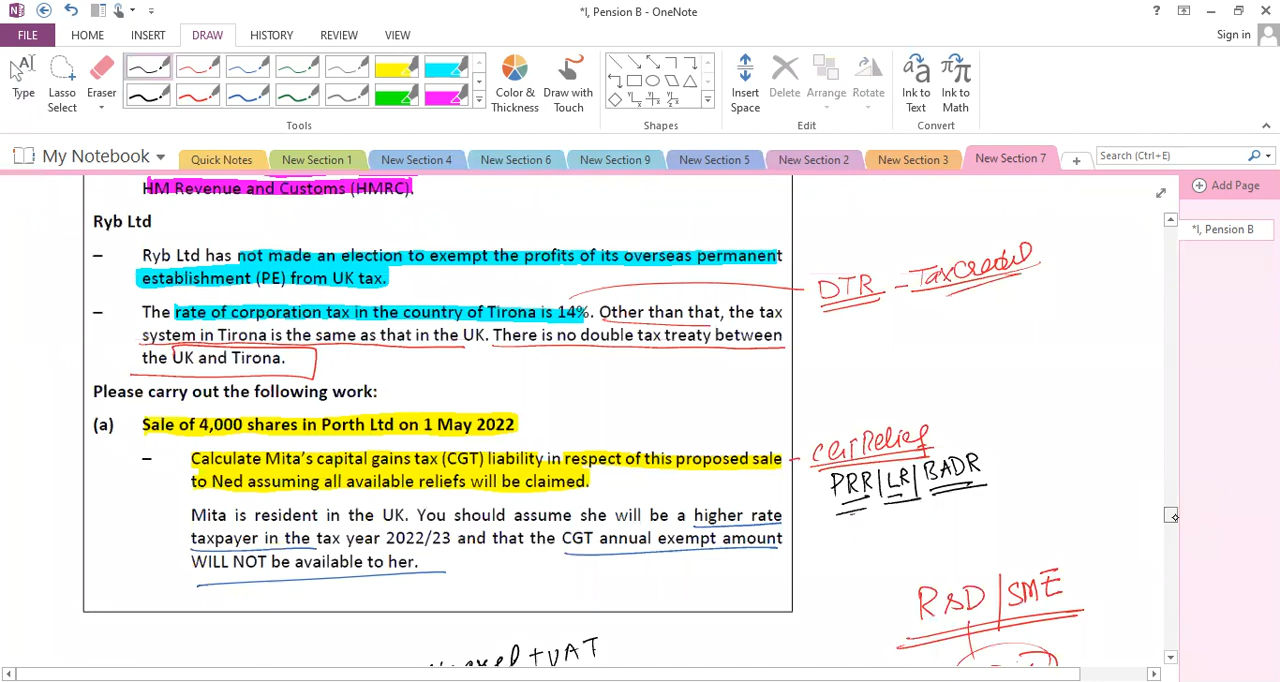 *I, Pension B - OneNote
?
FILE HOME INSERT DRAW HISTORY REVIEW VIEW
Sign in
Type
Lasso Select
Eraser
Color & Thickness
Draw with Touch
Insert Space
Delete
Arrange
Rotate
Ink to Text
Ink to Math
Tools
Shapes
Edit
Convert
My Notebook
Quick Notes
New Section 1
New Section 4
New Section 6
New Section 9
New Section 5
New Section 2
New Section 3
New Section 7
+
Search (Ctrl+E)
Add Page
*I, Pension B
HM Revenue and Customs (HMRC).
Ryb Ltd
– Ryb Ltd has not made an election to exempt the profits of its overseas permanent
establishment (PE) from UK tax.
– The rate of corporation tax in the country of Tirona is 14%. Other than that, the tax
system in Tirona is the same as that in the UK. There is no double tax treaty between
the UK and Tirona.
DTR – Tax Credit
Please carry out the following work:
(a) Sale of 4,000 shares in Porth Ltd on 1 May 2022
– Calculate Mita's capital gains tax (CGT) liability in respect of this proposed sale
to Ned assuming all available reliefs will be claimed.
CGT Relief
PRR | LR | BADR
Mita is resident in the UK. You should assume she will be a higher rate
taxpayer in the tax year 2022/23 and that the CGT annual exempt amount
WILL NOT be available to her.
R&D | SME
+ VAT